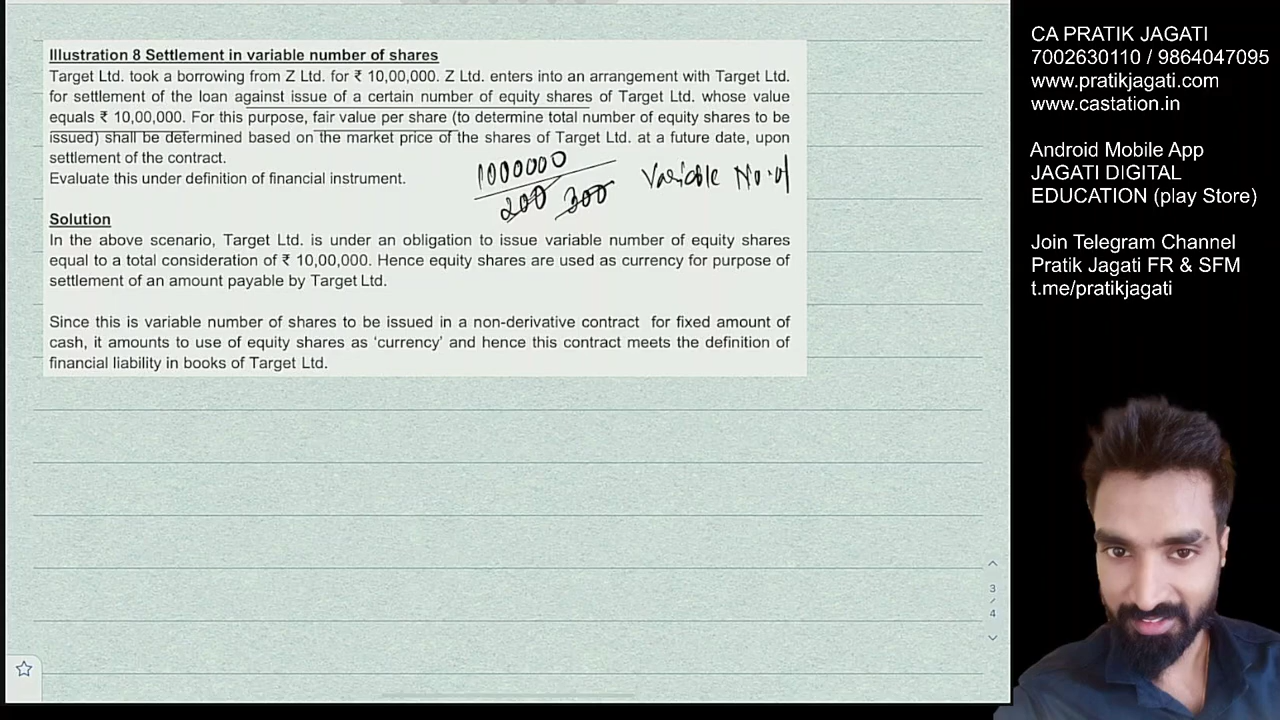 Illustration 8 Settlement in variable number of shares
Target Ltd. took a borrowing from Z Ltd. for ₹ 10,00,000. Z Ltd. enters into an arrangement with Target Ltd.
for settlement of the loan against issue of a certain number of equity shares of Target Ltd. whose value
equals ₹ 10,00,000. For this purpose, fair value per share (to determine total number of equity shares to be
issued) shall be determined based on the market price of the shares of Target Ltd. at a future date, upon
settlement of the contract.
Evaluate this under definition of financial instrument.
1000000
200 300
Variable No. of
Solution
In the above scenario, Target Ltd. is under an obligation to issue variable number of equity shares
equal to a total consideration of ₹ 10,00,000. Hence equity shares are used as currency for purpose of
settlement of an amount payable by Target Ltd.
Since this is variable number of shares to be issued in a non-derivative contract for fixed amount of
cash, it amounts to use of equity shares as ‘currency’ and hence this contract meets the definition of
financial liability in books of Target Ltd.
3
/
4
CA PRATIK JAGATI
7002630110 / 9864047095
www.pratikjagati.com
www.castation.in
Android Mobile App
JAGATI DIGITAL
EDUCATION (play Store)
Join Telegram Channel
Pratik Jagati FR & SFM
t.me/pratikjagati